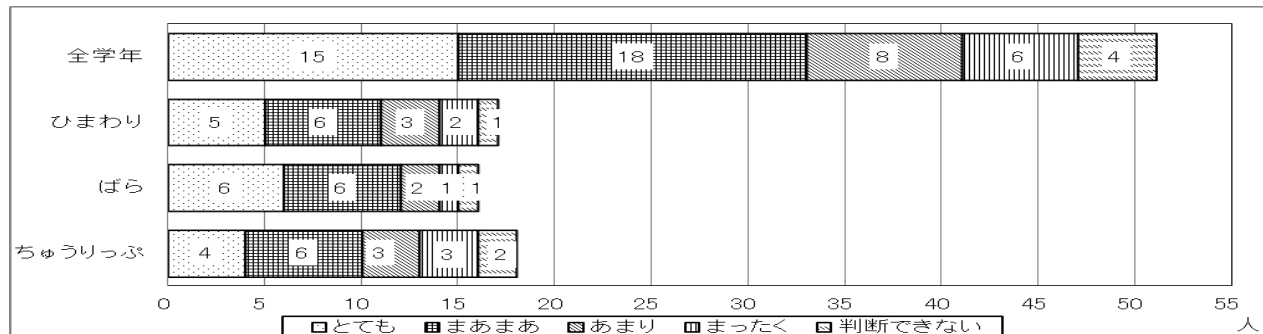 全学年 15 18 8 6 4
ひまわり 5 6 3 2 1
ばら 6 6 2 1 1
ちゅうりっぷ 4 6 3 3 2
0 5 10 15 20 25 30 35 40 45 50 55
人
とても まあまあ あまり まったく 判断できない